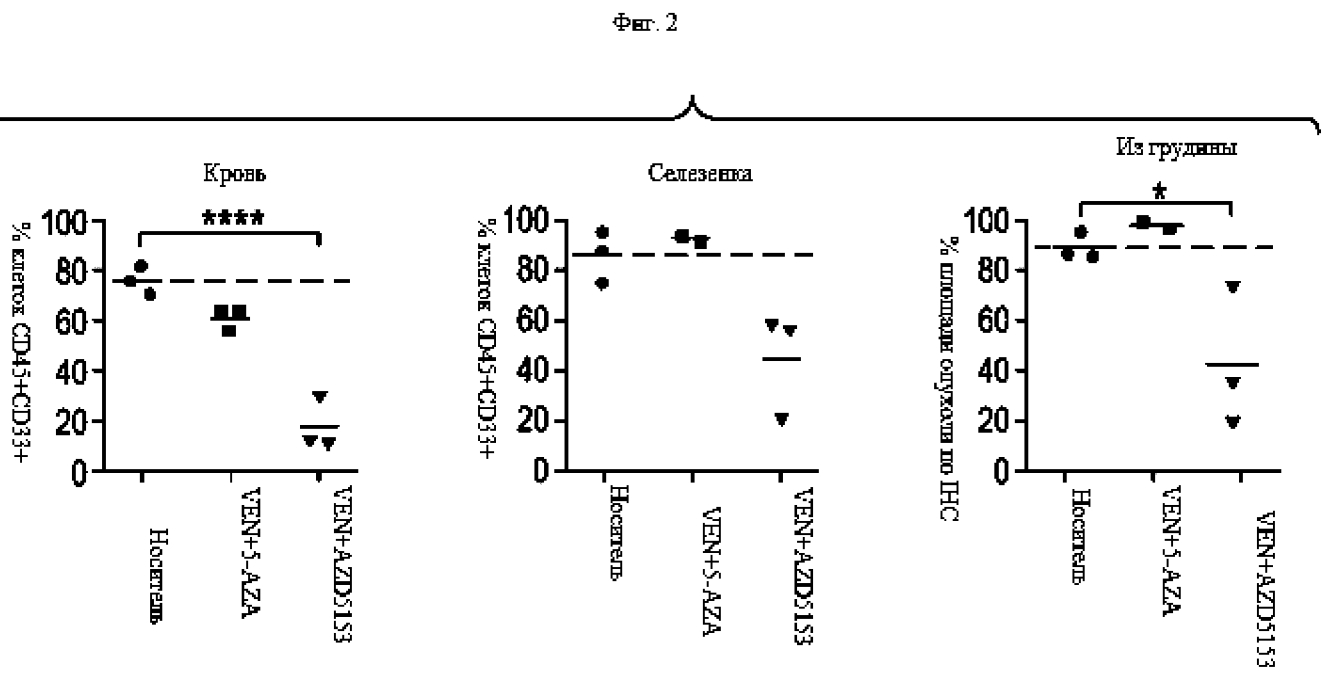 Фиг. 2
Кровь
% клеток CD45+CD33+
100
80
60
40
20
0
****
Носитель
VEN+5-AZA
VEN+AZD5153
Селезенка
% клеток CD45+CD33+
100
80
60
40
20
0
Носитель
VEN+5-AZA
VEN+AZD5153
Из грудины
% площади опухоли по IHC
100
80
60
40
20
0
*
Носитель
VEN+5-AZA
VEN+AZD5153